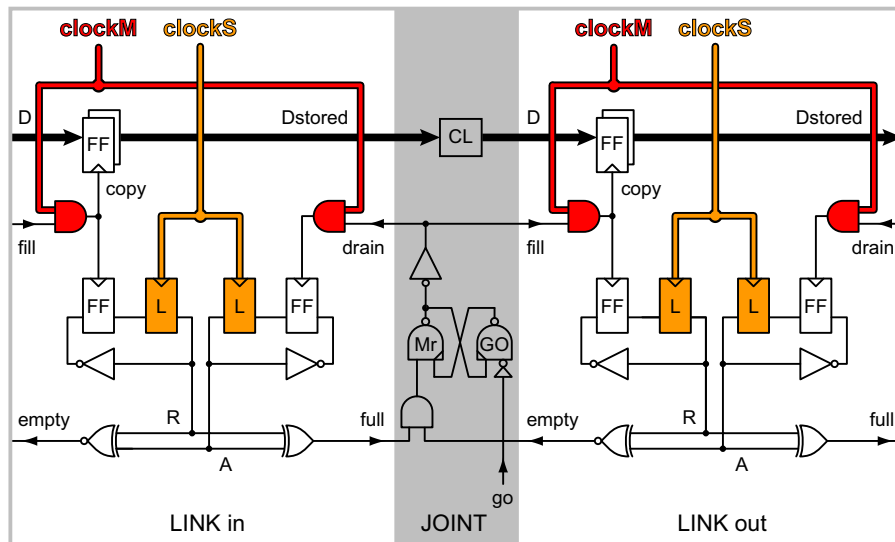 clockM clockS clockM clockS
D Dstored D Dstored
CL
FF FF
copy copy
fill drain fill drain
FF L L FF FF L L FF
Mr GO
empty R full empty R full
A A
go
LINK in JOINT LINK out